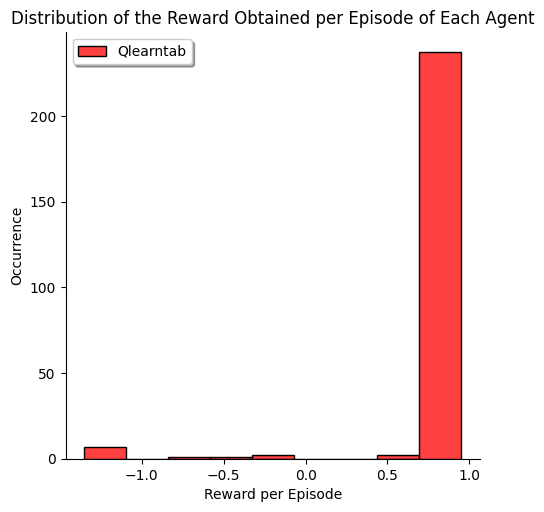 Distribution of the Reward Obtained per Episode of Each Agent
Qlearntab
200
150
100
50
0
Occurrence
−1.0 −0.5 0.0 0.5 1.0
Reward per Episode